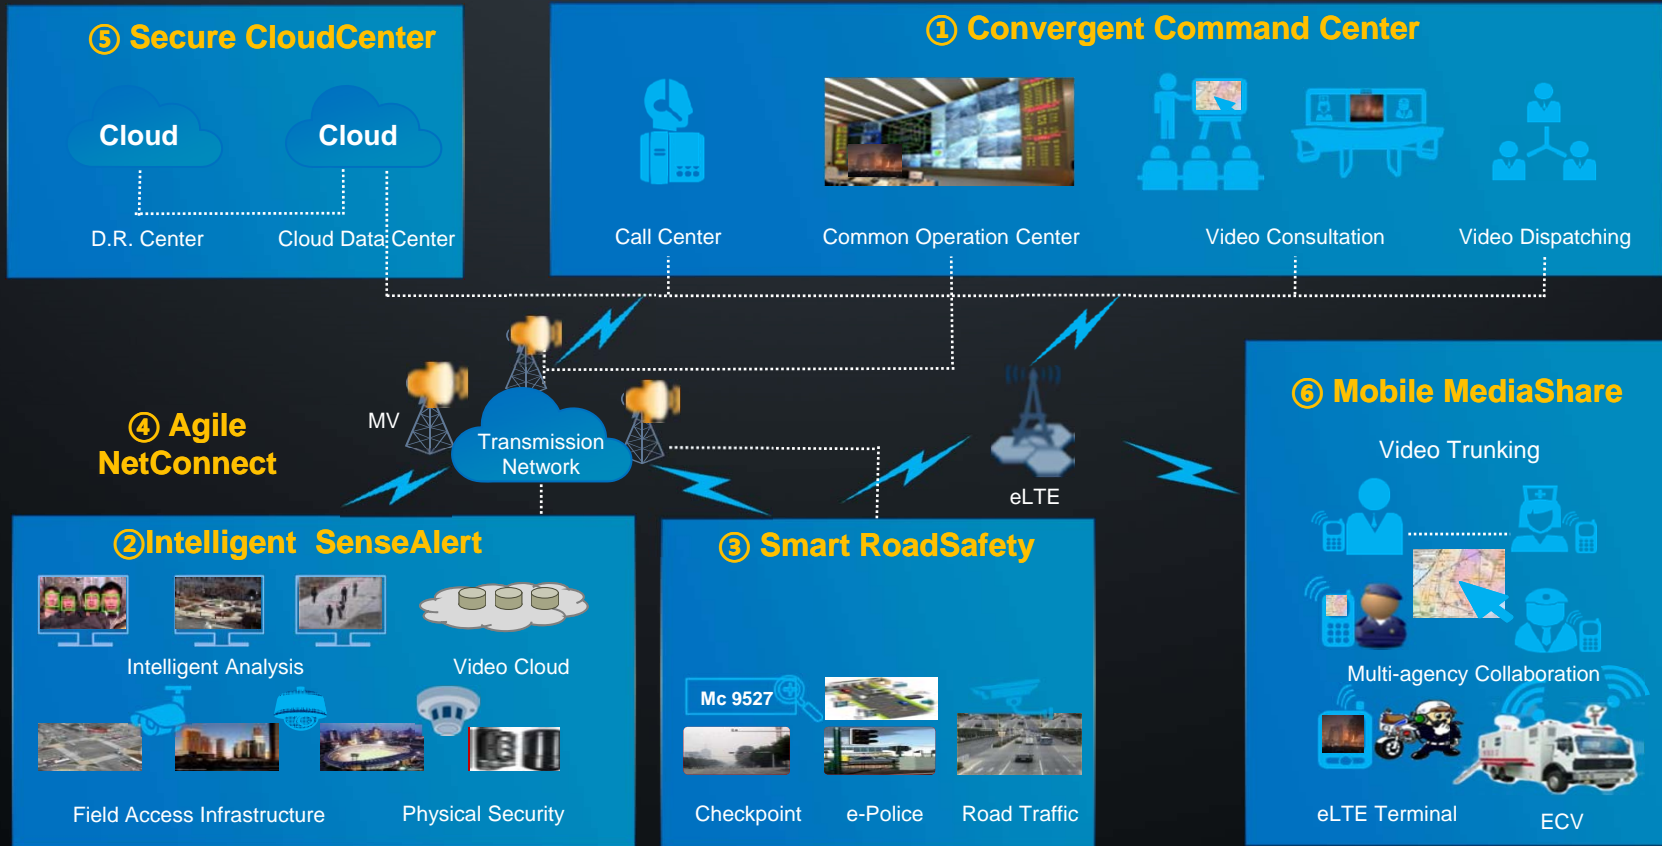 ⑤ Secure CloudCenter
Cloud
Cloud
D.R. Center
Cloud Data Center
① Convergent Command Center
Call Center
Common Operation Center
Video Consultation
Video Dispatching
④ Agile
NetConnect
MV
Transmission
Network
eLTE
②Intelligent SenseAlert
Intelligent Analysis
Video Cloud
Field Access Infrastructure
Physical Security
③ Smart RoadSafety
Mc 9527
Checkpoint
e-Police
Road Traffic
⑥ Mobile MediaShare
Video Trunking
Multi-agency Collaboration
eLTE Terminal
ECV